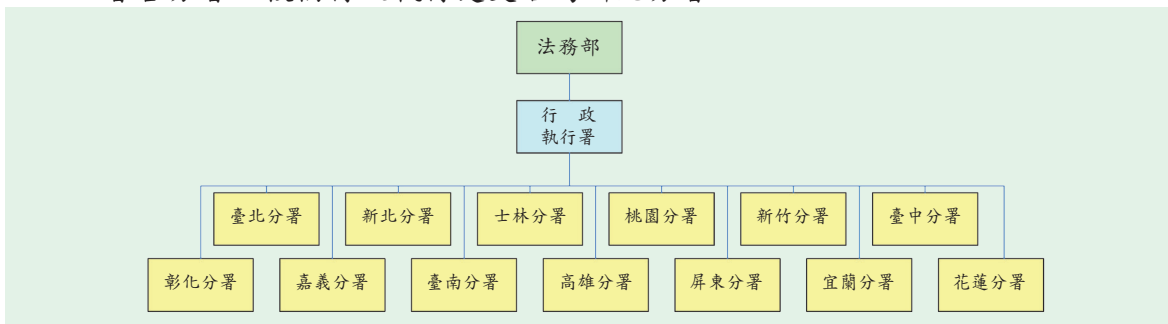 法務部
行 政
執行署
臺北分署 新北分署 士林分署 桃園分署 新竹分署 臺中分署
彰化分署 嘉義分署 臺南分署 高雄分署 屏東分署 宜蘭分署 花蓮分署